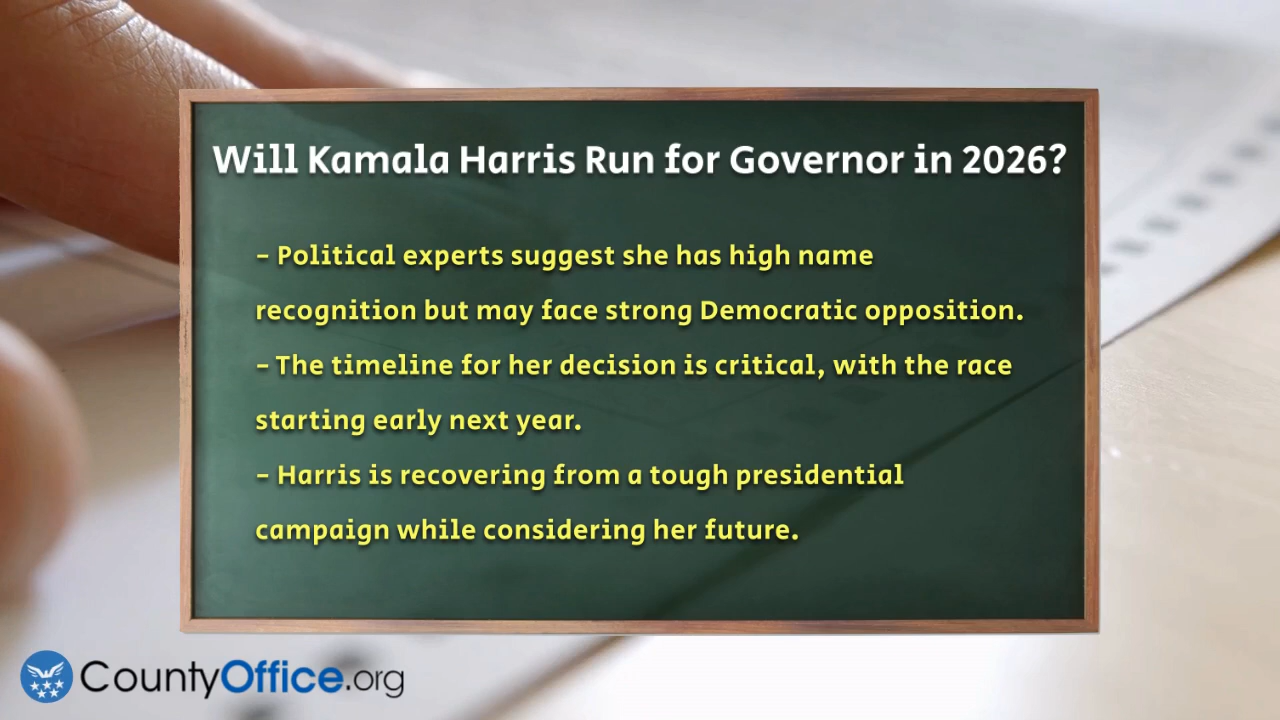 Will Kamala Harris Run for Governor in 2026?
- Political experts suggest she has high name
recognition but may face strong Democratic opposition.
- The timeline for her decision is critical, with the race
starting early next year.
- Harris is recovering from a tough presidential
campaign while considering her future.
CountyOffice.org